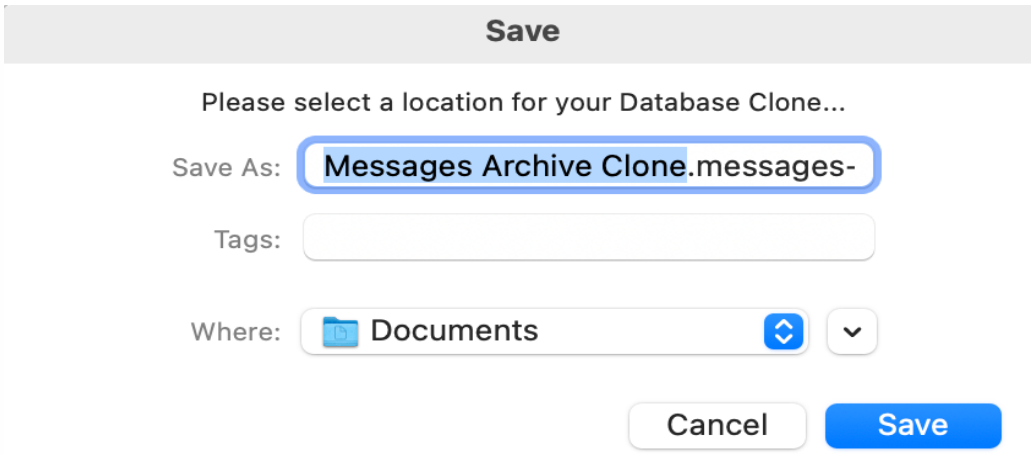 Save
Please select a location for your Database Clone...
Save As: Messages Archive Clone.messages-
Tags:
Where: Documents
Cancel Save